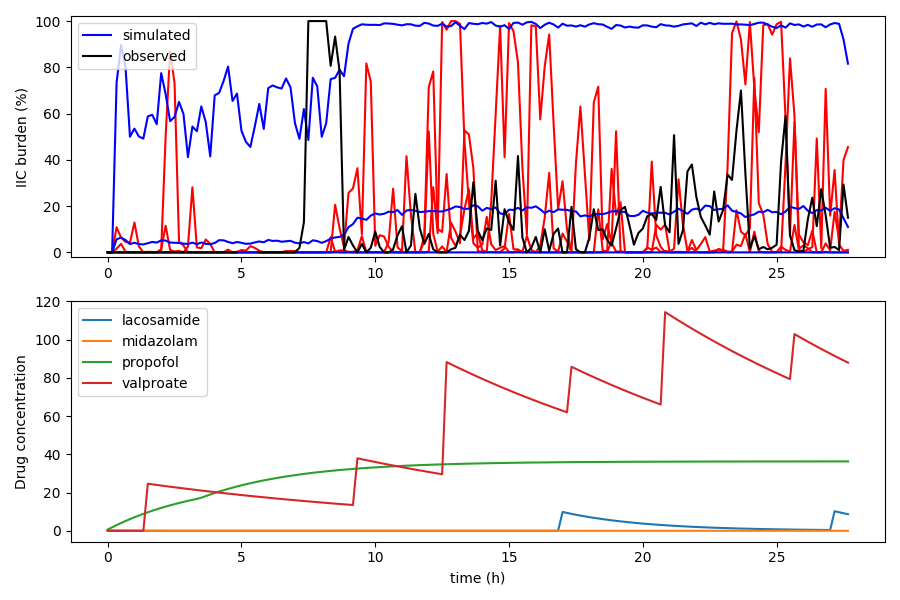 100
80
60
40
20
0
IIC burden (%)
simulated
observed
0
5
10
15
20
25
120
100
80
60
40
20
0
Drug concentration
lacosamide
midazolam
propofol
valproate
0
5
10
15
20
25
time (h)